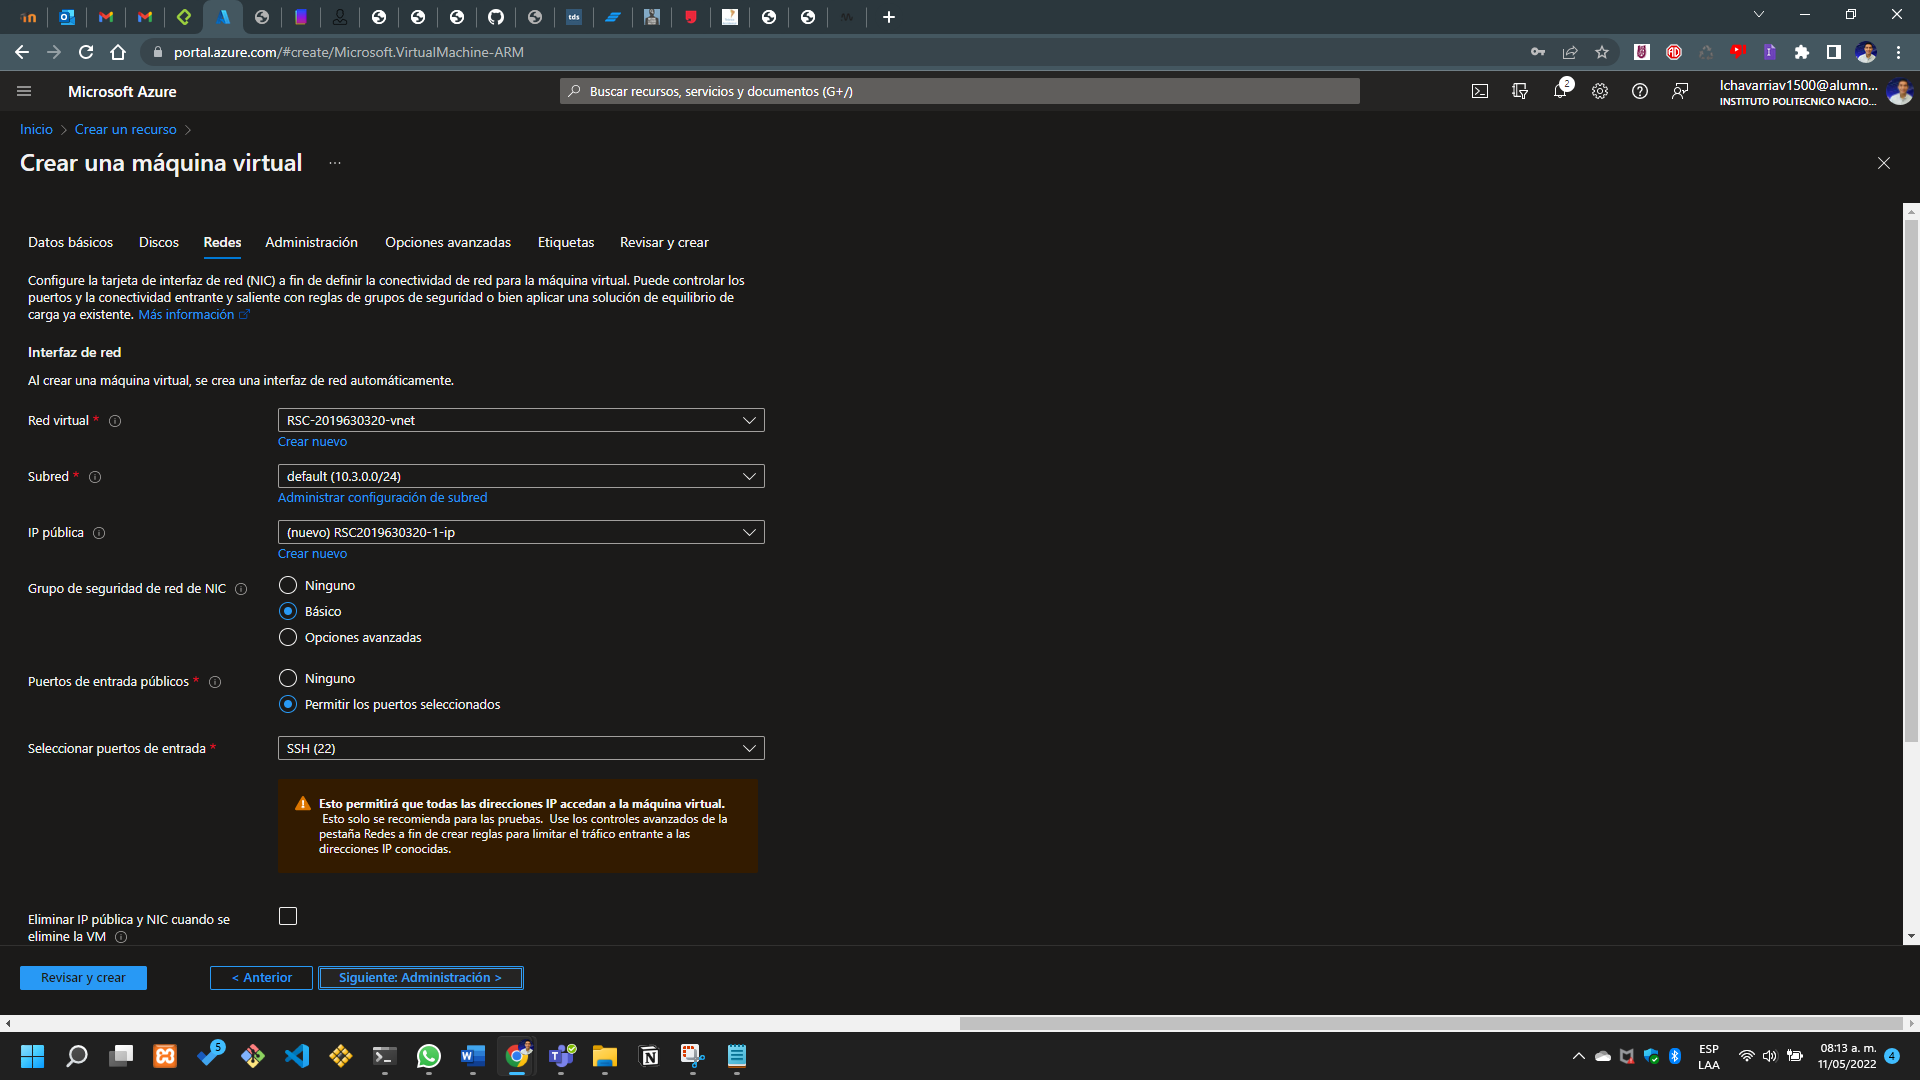 in
tds
portal.azure.com/#create/Microsoft.VirtualMachine-ARM
Microsoft Azure
Buscar recursos, servicios y documentos (G+/)
2
lchavarriav1500@alumn...
INSTITUTO POLITECNICO NACIO...
Inicio
Crear un recurso
Crear una máquina virtual
...
Datos básicos
Discos
Redes
Administración
Opciones avanzadas
Etiquetas
Revisar y crear
Configure la tarjeta de interfaz de red (NIC) a fin de definir la conectividad de red para la máquina virtual. Puede controlar los
puertos y la conectividad entrante y saliente con reglas de grupos de seguridad o bien aplicar una solución de equilibrio de
carga ya existente. Más información
Interfaz de red
Al crear una máquina virtual, se crea una interfaz de red automáticamente.
Red virtual *
RSC-2019630320-vnet
Crear nuevo
Subred *
default (10.3.0.0/24)
Administrar configuración de subred
IP pública
(nuevo) RSC2019630320-1-ip
Crear nuevo
Grupo de seguridad de red de NIC
Ninguno
Básico
Opciones avanzadas
Puertos de entrada públicos *
Ninguno
Permitir los puertos seleccionados
Seleccionar puertos de entrada *
SSH (22)
Esto permitirá que todas las direcciones IP accedan a la máquina virtual.
Esto solo se recomienda para las pruebas. Use los controles avanzados de la
pestaña Redes a fin de crear reglas para limitar el tráfico entrante a las
direcciones IP conocidas.
Eliminar IP pública y NIC cuando se
elimine la VM
Revisar y crear
< Anterior
Siguiente: Administración >
5
ESP
LAA
08:13 a. m.
11/05/2022
4